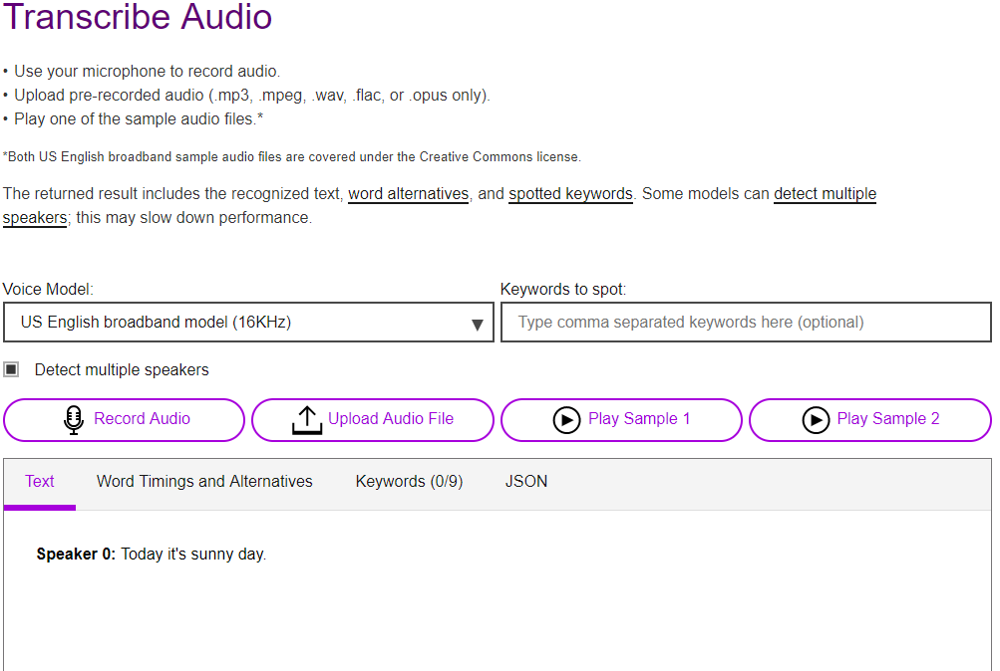 Transcribe Audio
• Use your microphone to record audio.
• Upload pre-recorded audio (.mp3, .mpeg, .wav, .flac, or .opus only).
• Play one of the sample audio files.*
*Both US English broadband sample audio files are covered under the Creative Commons license.
The returned result includes the recognized text, word alternatives, and spotted keywords. Some models can detect multiple
speakers; this may slow down performance.
Voice Model:
Keywords to spot:
US English broadband model (16KHz)
Type comma separated keywords here (optional)
Detect multiple speakers
Record Audio
Upload Audio File
Play Sample 1
Play Sample 2
Text
Word Timings and Alternatives
Keywords (0/9)
JSON
Speaker 0: Today it's sunny day.